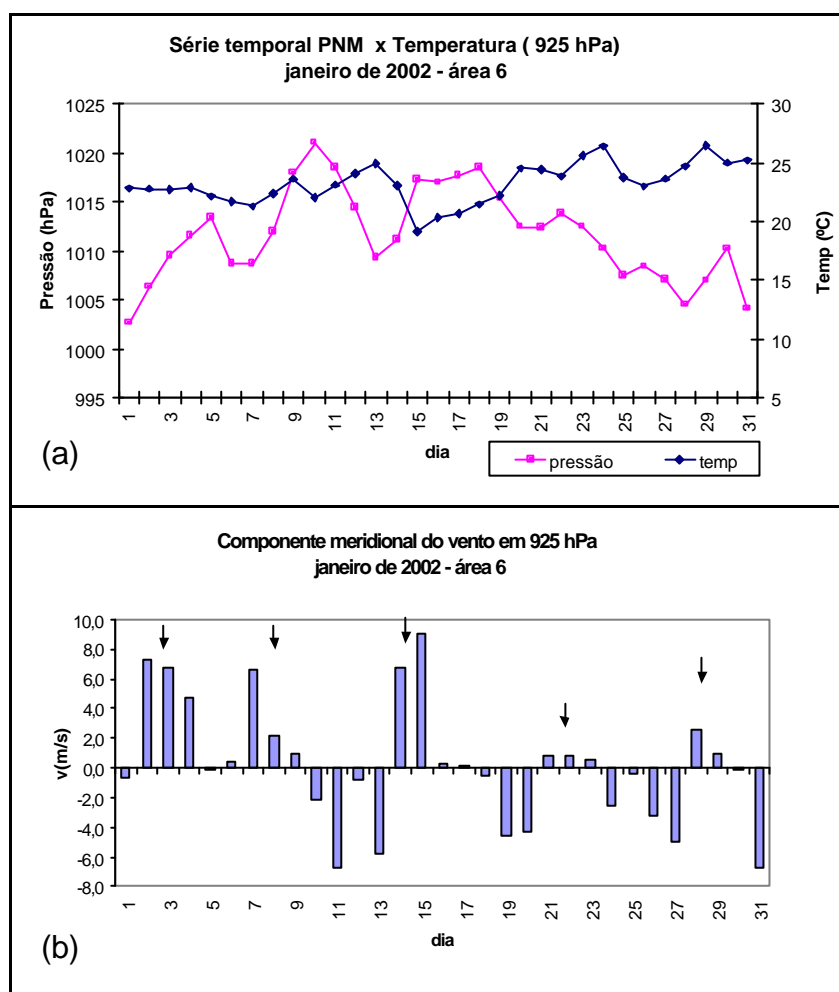 Série temporal PNM x Temperatura ( 925 hPa)
janeiro de 2002 - área 6
Pressão (hPa)
1025
1020
1015
1010
1005
1000
995
30
25
20
15
10
5
Temp (ºC)
1 3 5 7 9 11 13 15 17 19 21 23 25 27 29 31
dia
(a)
pressão temp
Componente meridional do vento em 925 hPa
janeiro de 2002 - área 6
v(m/s)
10,0
8,0
6,0
4,0
2,0
0,0
-2,0
-4,0
-6,0
-8,0
1 3 5 7 9 11 13 15 17 19 21 23 25 27 29 31
dia
(b)